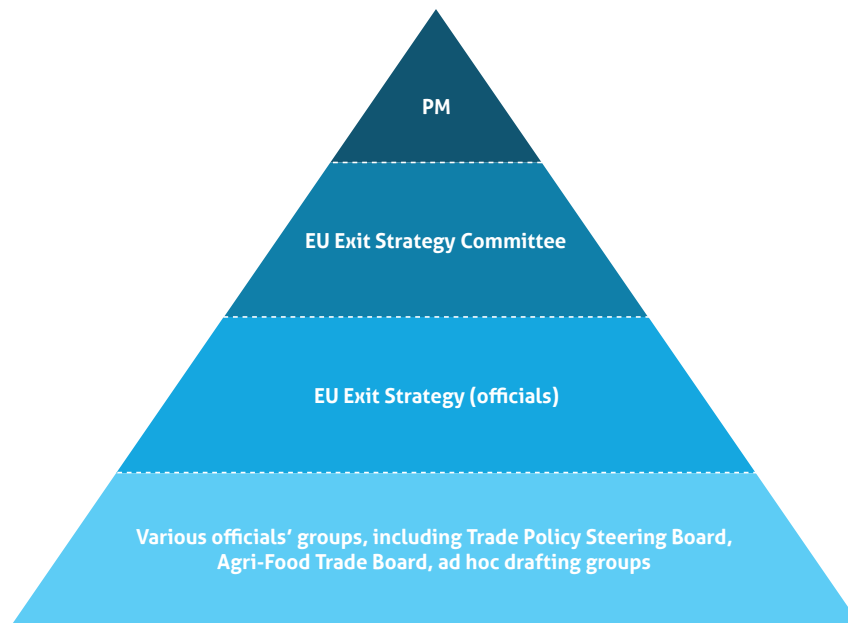 PM
EU Exit Strategy Committee
EU Exit Strategy (officials)
Various officials’ groups, including Trade Policy Steering Board,
Agri-Food Trade Board, ad hoc drafting groups